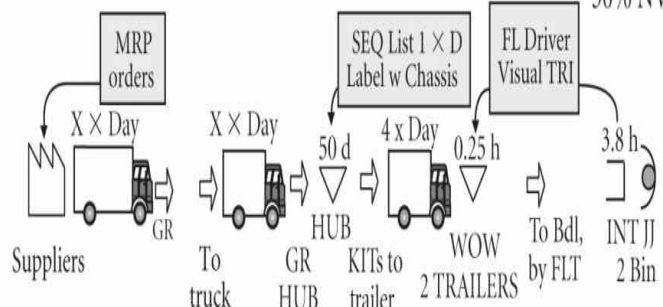 MRP
orders
SEQ List 1 × D
Label w Chassis
FL Driver
Visual TRI
X × Day
X × Day
50 d
4 x Day
0.25 h
3.8 h
GR
HUB
Suppliers
To
truck
GR
HUB
KITs to
trailer
WOW
2 TRAILERS
To Bdl,
by FLT
INT JJ
2 Bin